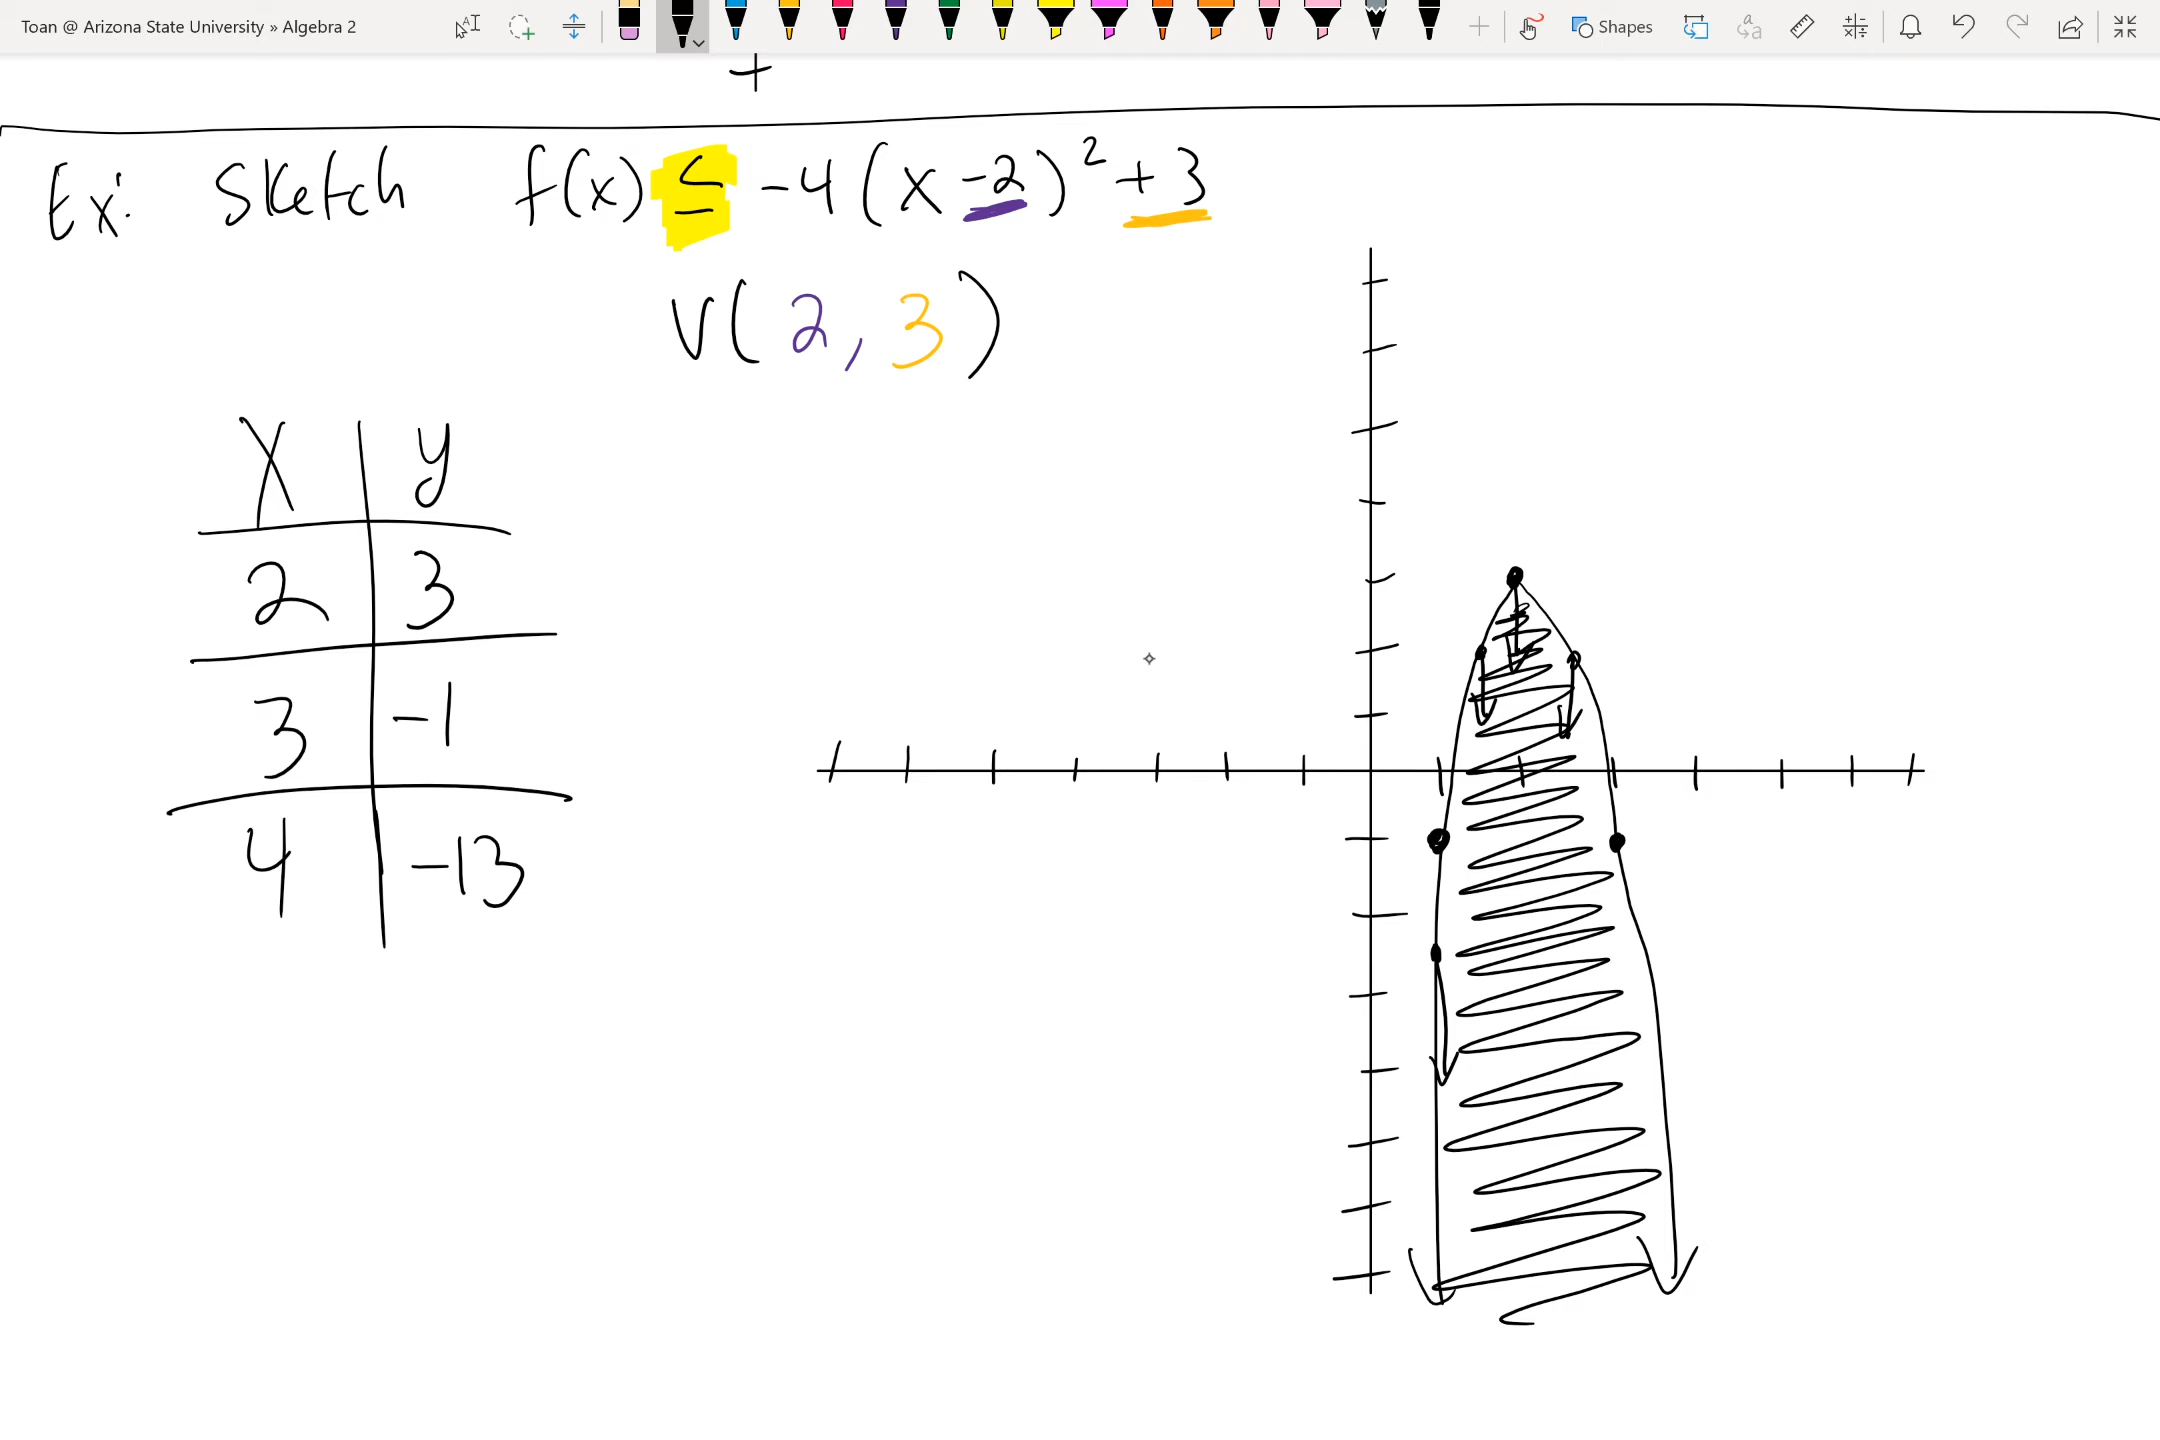 Toan @ Arizona State University » Algebra 2
Shapes
+
Ex: Sketch f(x) ≤ -4(x-2)² +3
V(2, 3)
X y
2 3
3 -1
4 -13